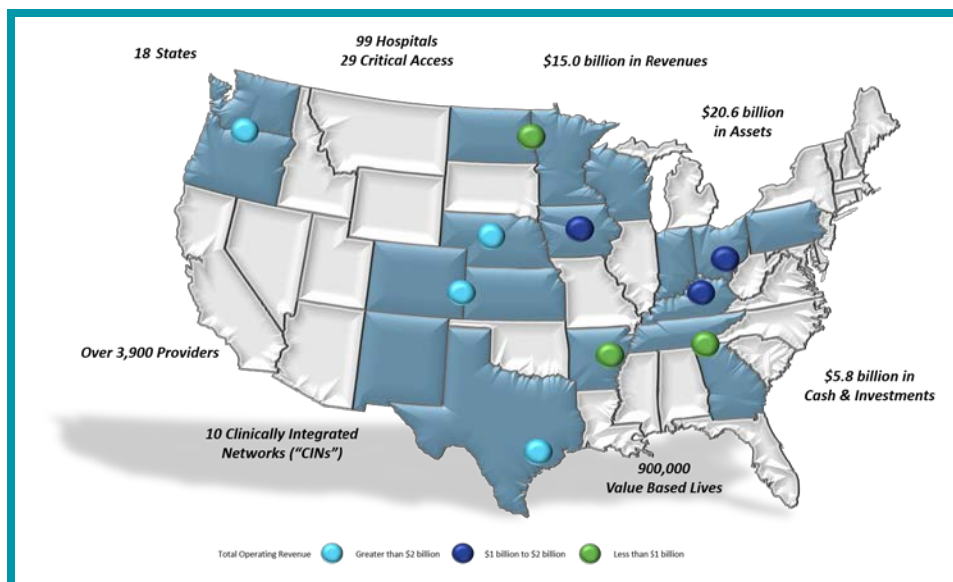 18 States
99 Hospitals
29 Critical Access
$15.0 billion in Revenues
$20.6 billion
in Assets
Over 3,900 Providers
$5.8 billion in
Cash & Investments
10 Clinically Integrated
Networks ("CINs")
900,000
Value Based Lives
Total Operating Revenue
Greater than $2 billion
$1 billion to $2 billion
Less than $1 billion